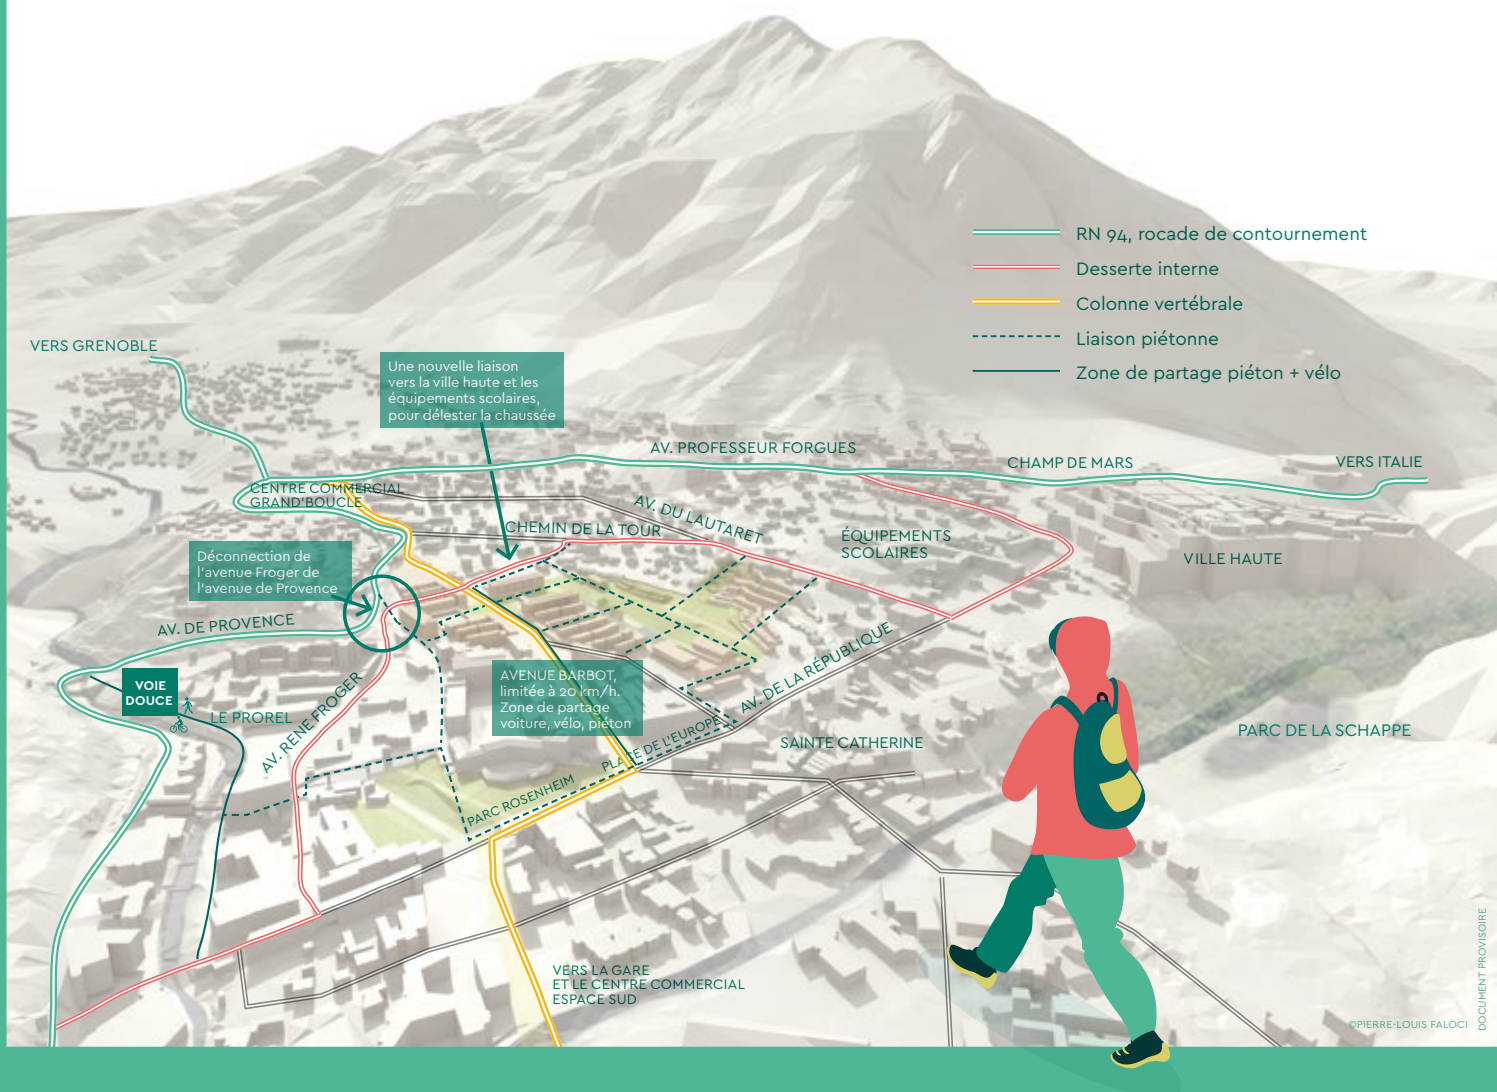 RN 94, rocade de contournement
Desserte interne
Colonne vertébrale
Liaison piétonne
Zone de partage piéton + vélo
VERS GRENOBLE
Une nouvelle liaison
vers la ville haute et les
équipements scolaires,
pour délester la chaussée
AV. PROFESSEUR FORGUES
CHAMP DE MARS
VERS ITALIE
CENTRE COMMERCIAL
GRAND'BOUCLE
AV. DU LAUTARET
CHEMIN DE LA TOUR
ÉQUIPEMENTS
SCOLAIRES
VILLE HAUTE
Déconnection de
l'avenue Froger de
l'avenue de Provence
AV. DE PROVENCE
VOIE
DOUCE
LE PROREL
AV. RENE FROGER
AVENUE BARBOT,
limitée à 20 km/h.
Zone de partage
voiture, vélo, piéton
AV. DE LA RÉPUBLIQUE
PLACE DE L'EUROPE
SAINTE CATHERINE
PARC DE LA SCHAPPE
PARC ROSENHEIM
VERS LA GARE
ET LE CENTRE COMMERCIAL
ESPACE SUD
©PIERRE-LOUIS FALOCI
DOCUMENT PROVISOIRE